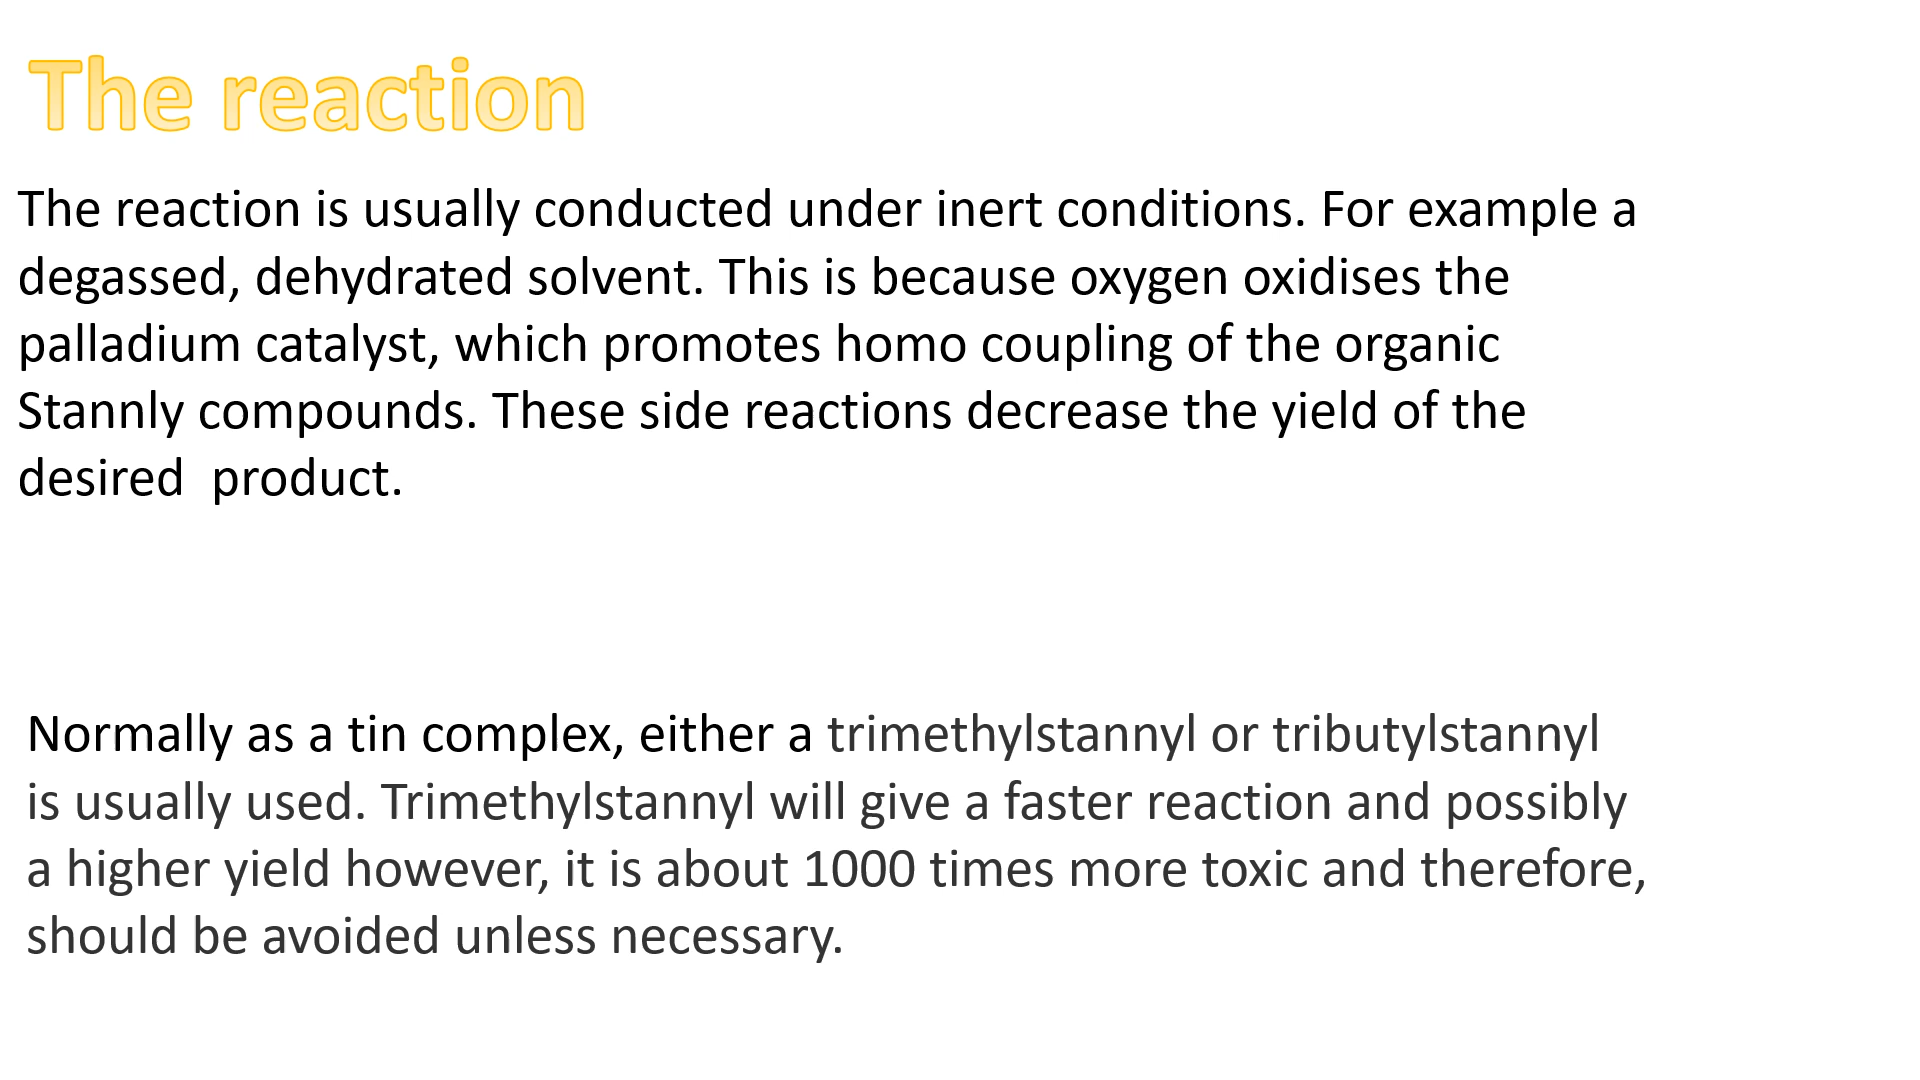 The reaction
The reaction is usually conducted under inert conditions. For example a
degassed, dehydrated solvent. This is because oxygen oxidises the
palladium catalyst, which promotes homo coupling of the organic
Stannly compounds. These side reactions decrease the yield of the
desired  product.
Normally as a tin complex, either a trimethylstannyl or tributylstannyl
is usually used. Trimethylstannyl will give a faster reaction and possibly
a higher yield however, it is about 1000 times more toxic and therefore,
should be avoided unless necessary.